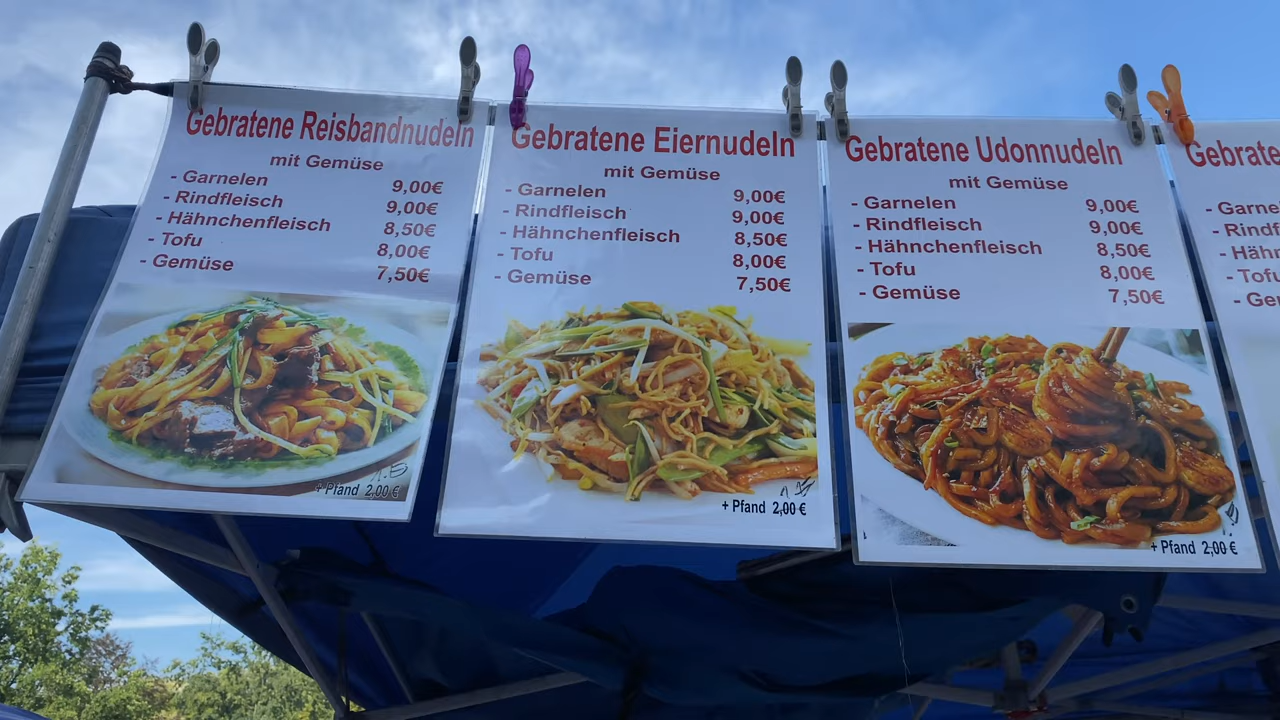 Gebratene Reisbandnudeln
mit Gemüse
- Garnelen 9,00€
- Rindfleisch 9,00€
- Hähnchenfleisch 8,50€
- Tofu 8,00€
- Gemüse 7,50€
1.5
+ Pfand 2,00 €
Gebratene Eiernudeln
mit Gemüse
- Garnelen 9,00€
- Rindfleisch 9,00€
- Hähnchenfleisch 8,50€
- Tofu 8,00€
- Gemüse 7,50€
+ Pfand 2,00 €
Gebratene Udonnudeln
mit Gemüse
- Garnelen 9,00€
- Rindfleisch 9,00€
- Hähnchenfleisch 8,50€
- Tofu 8,00€
- Gemüse 7,50€
+ Pfand 2,00 €
Gebrate
- Garne
- Rindf
- Hähn
- Tofu
- Ge